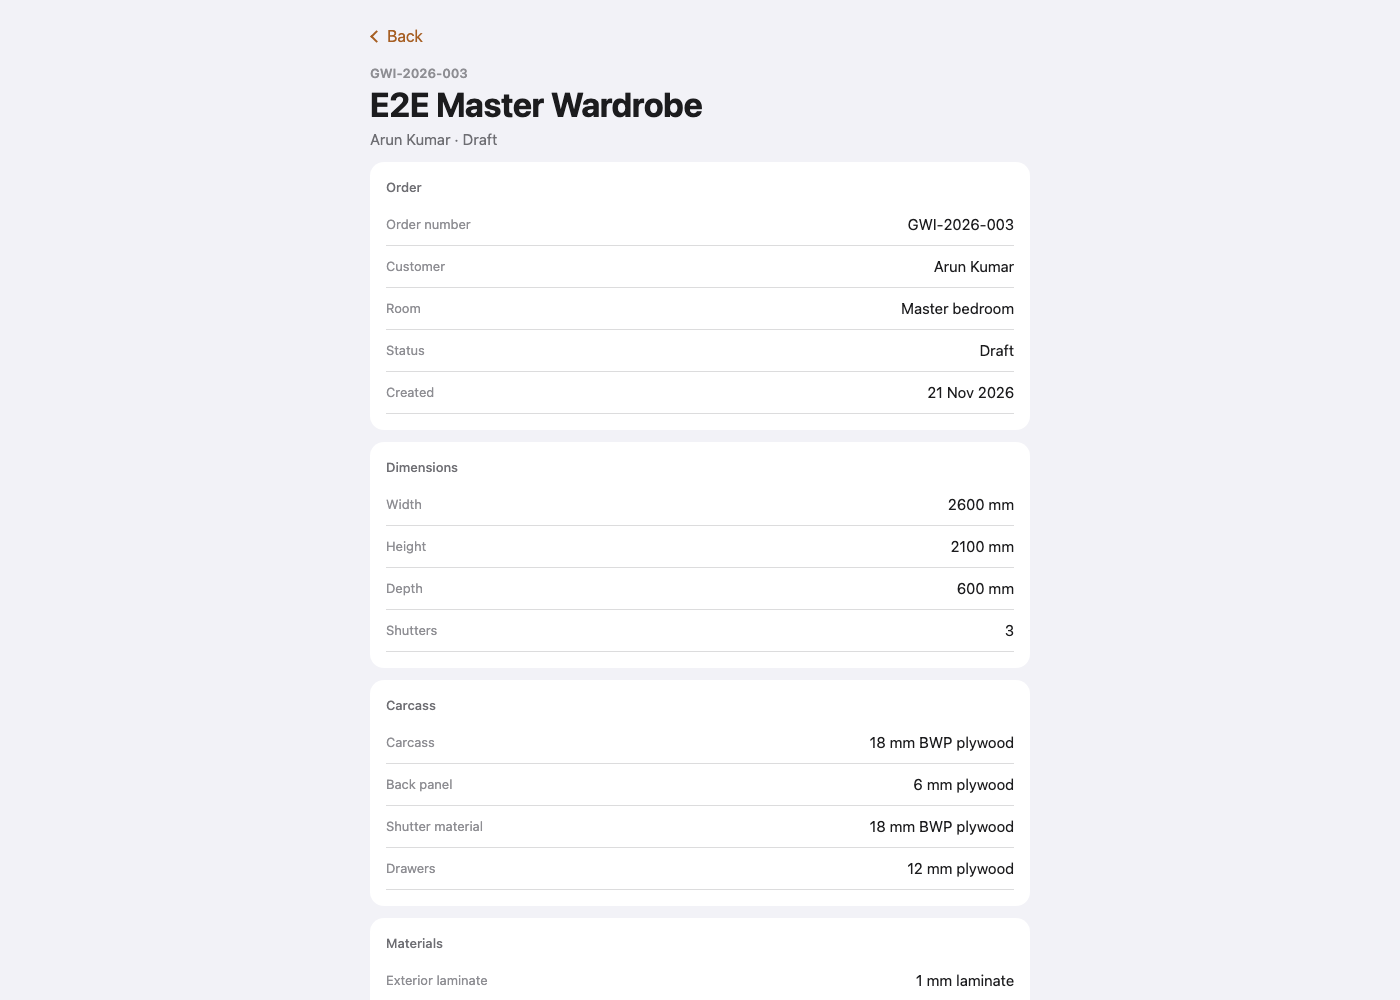 Back
GWI-2026-003
E2E Master Wardrobe
Arun Kumar · Draft
Order
Order number GWI-2026-003
Customer Arun Kumar
Room Master bedroom
Status Draft
Created 21 Nov 2026
Dimensions
Width 2600 mm
Height 2100 mm
Depth 600 mm
Shutters 3
Carcass
Carcass 18 mm BWP plywood
Back panel 6 mm plywood
Shutter material 18 mm BWP plywood
Drawers 12 mm plywood
Materials
Exterior laminate 1 mm laminate